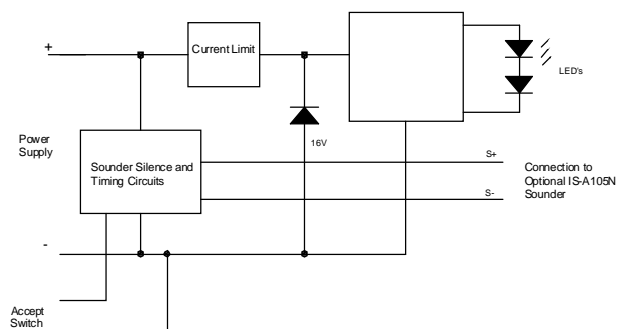 +
Current Limit
LED's
Power
Supply
Sounder Silence and
Timing Circuits
16V
S+
S-
Connection to
Optional IS-A105N
Sounder
-
Accept
Switch